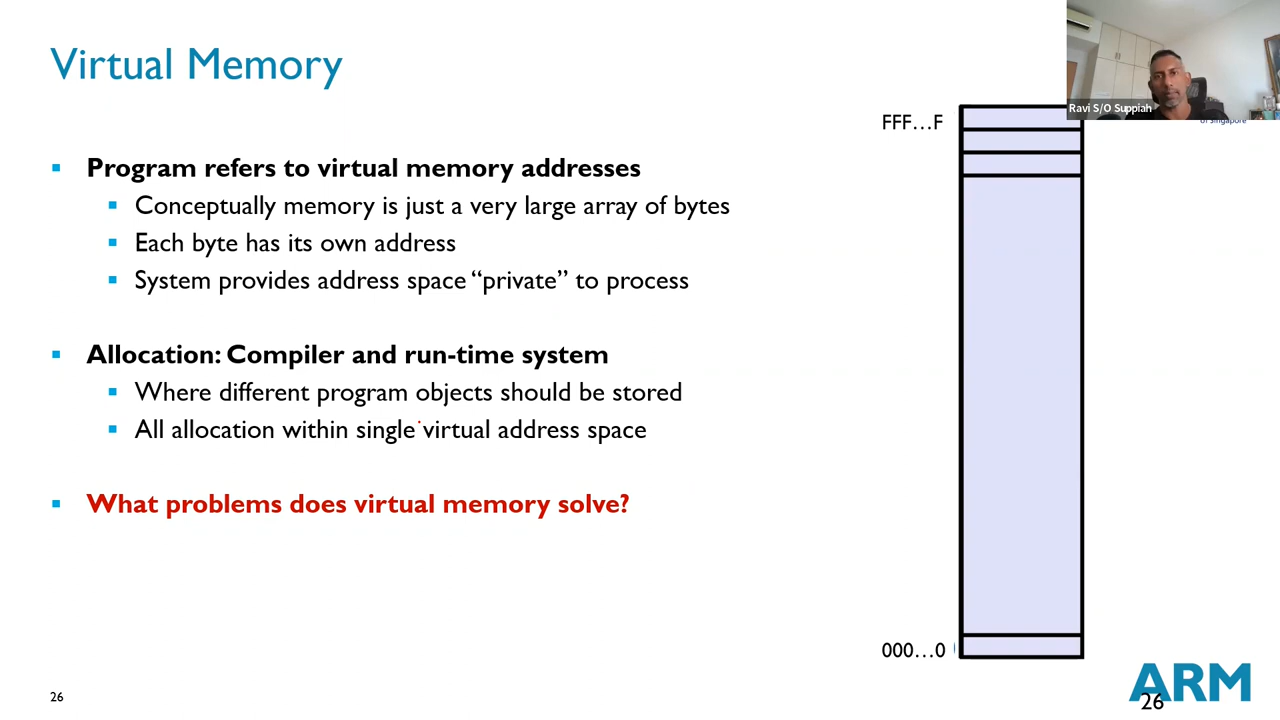 Virtual Memory
Ravi S/O Suppiah
of Singapore
FFF...F
Program refers to virtual memory addresses
Conceptually memory is just a very large array of bytes
Each byte has its own address
System provides address space “private” to process
Allocation: Compiler and run-time system
Where different program objects should be stored
All allocation within single virtual address space
What problems does virtual memory solve?
000...0
26
ARM
26